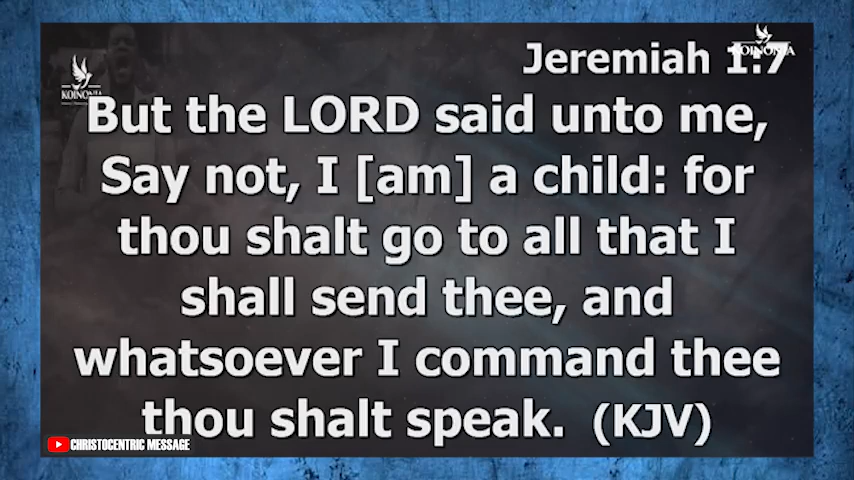 KOINONIA
Jeremiah 1:7
KOINONIA
But the LORD said unto me,
Say not, I [am] a child: for
thou shalt go to all that I
shall send thee, and
whatsoever I command thee
thou shalt speak. (KJV)
CHRISTOCENTRIC MESSAGE